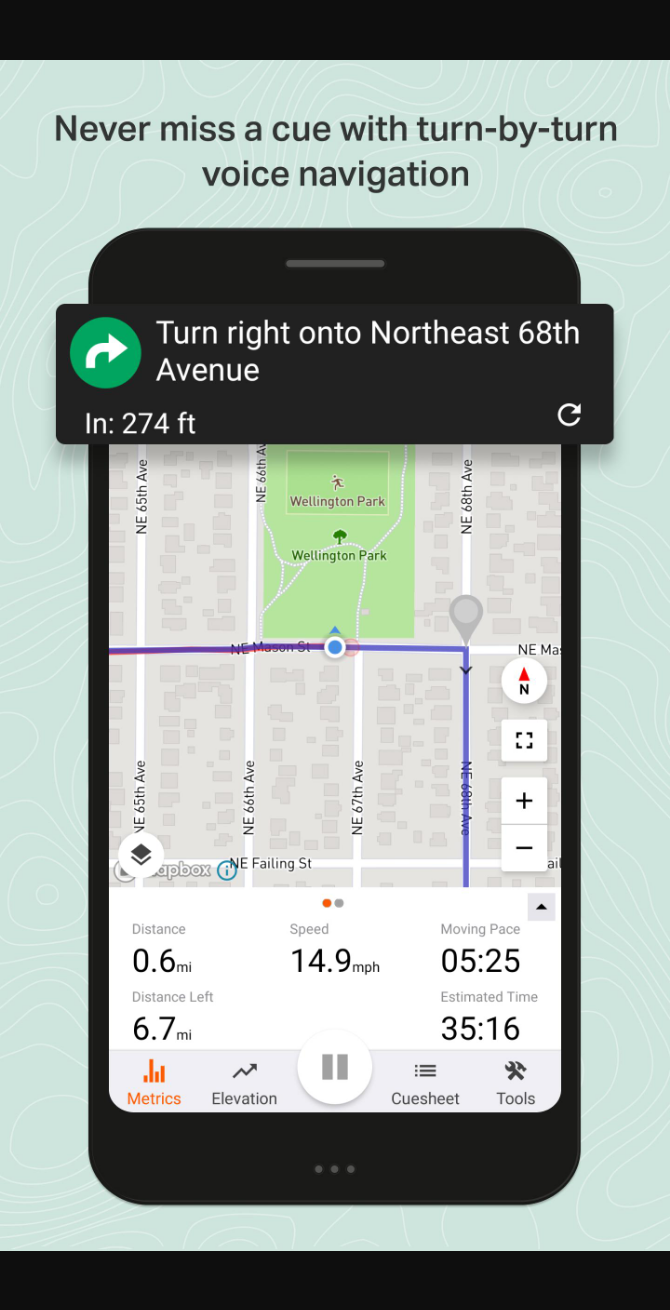 Never miss a cue with turn-by-turn
voice navigation
Turn right onto Northeast 68th
Avenue
In: 274 ft
NE 65th Ave
NE 66th Av
NE 68th Ave
Wellington Park
Wellington Park
NE Mason St
NE Mas
N
NE 65th Ave
NE 66th Ave
NE 67th Ave
NE 68th Ave
+
−
mapbox
i
NE Failing St
ail
Distance
Speed
Moving Pace
0.6mi
14.9mph
05:25
Distance Left
Estimated Time
6.7mi
35:16
Metrics
Elevation
Cuesheet
Tools